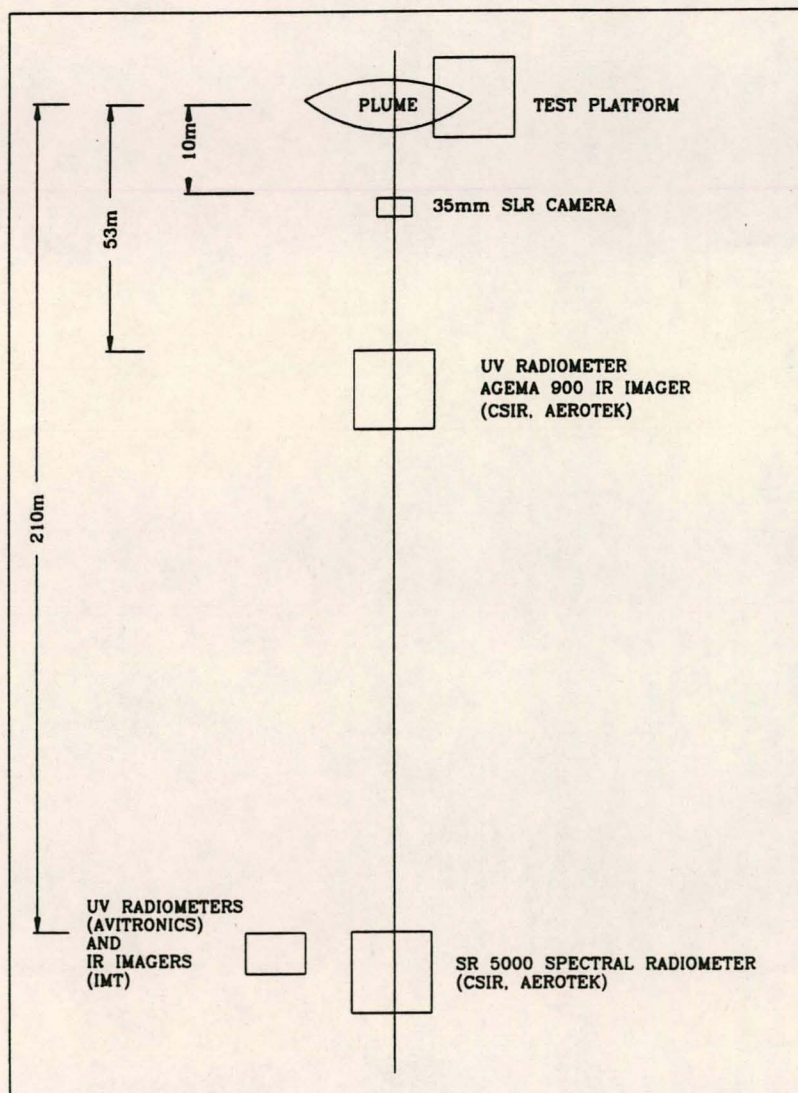 PLUME
TEST PLATFORM
10m
35mm SLR CAMERA
53m
UV RADIOMETER
AGEMA 900 IR IMAGER
(CSIR, AEROTEK)
210m
UV RADIOMETERS
(AVITRONICS)
AND
IR IMAGERS
(IMT)
SR 5000 SPECTRAL RADIOMETER
(CSIR, AEROTEK)